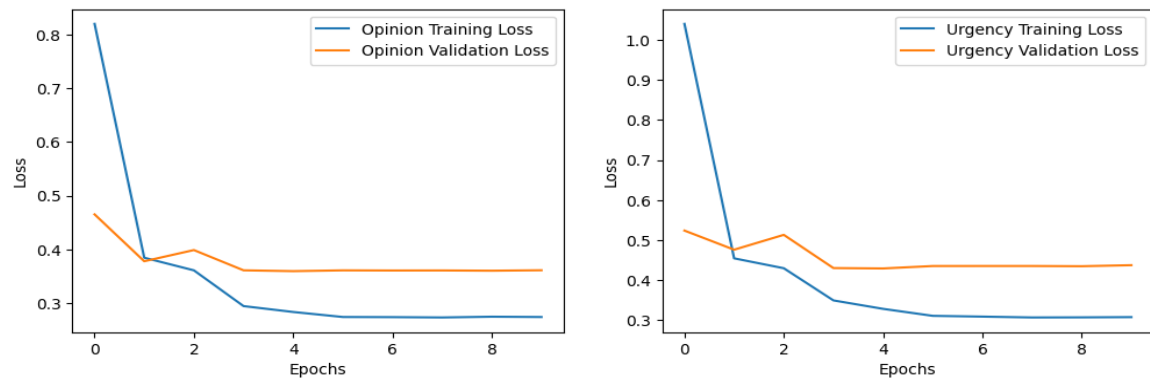 Opinion Training Loss
Opinion Validation Loss
0.8
0.7
0.6
0.5
0.4
0.3
Loss
0 2 4 6 8
Epochs
Urgency Training Loss
Urgency Validation Loss
1.0
0.9
0.8
0.7
0.6
0.5
0.4
0.3
Loss
0 2 4 6 8
Epochs